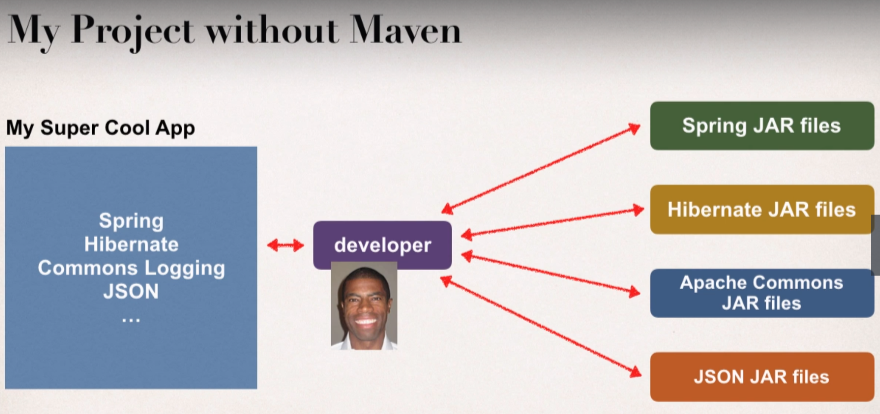 My Project without Maven
My Super Cool App
Spring
Hibernate
Commons Logging
JSON
...
developer
Spring JAR files
Hibernate JAR files
Apache Commons
JAR files
JSON JAR files